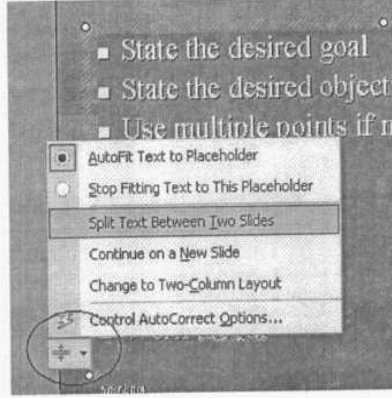 State the desired goal
State the desired object
Use multiple points if n
AutoFit Text to Placeholder
Stop Fitting Text to This Placeholder
Split Text Between Two Slides
Continue on a New Slide
Change to Two-Column Layout
Control AutoCorrect Options...